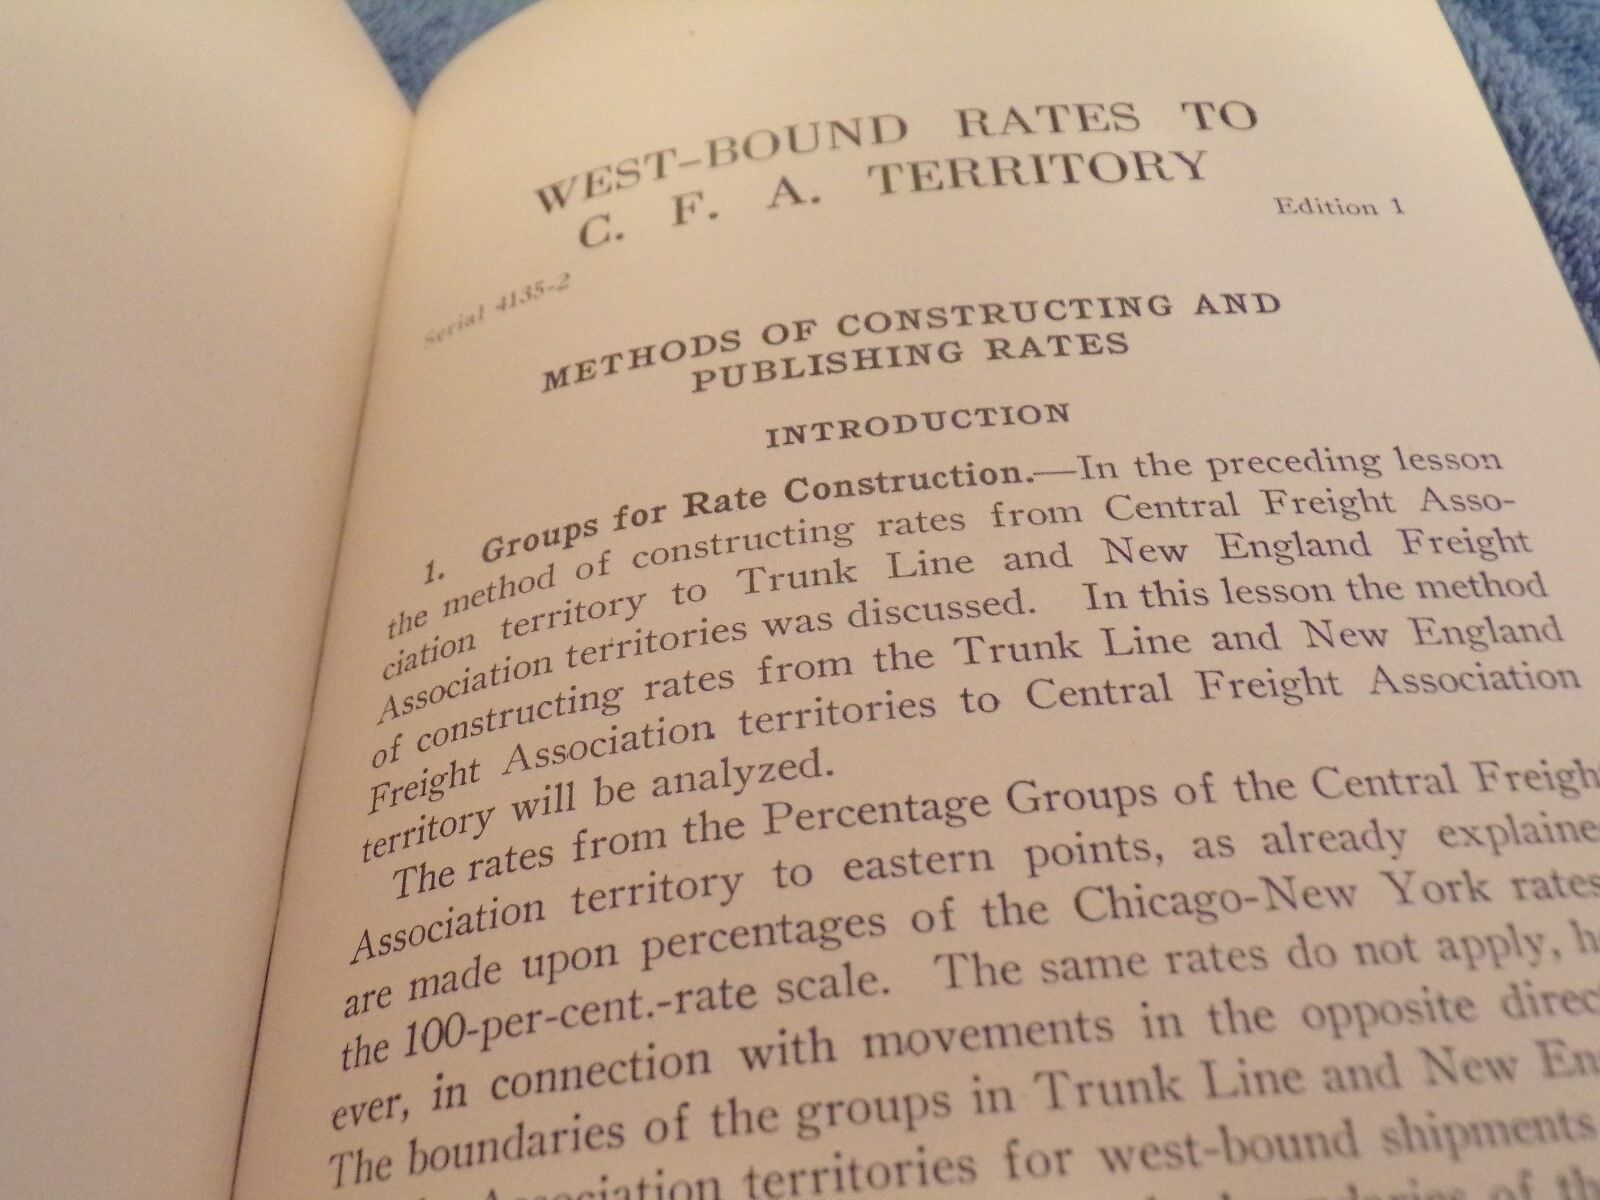 WEST-BOUND RATES TO
C. F. A. TERRITORY
Serial 4135-2
Edition 1
METHODS OF CONSTRUCTING AND
PUBLISHING RATES
INTRODUCTION
1. Groups for Rate Construction.—In the preceding lesson
the method of constructing rates from Central Freight Asso-
ciation territory to Trunk Line and New England Freight
Association territories was discussed. In this lesson the method
of constructing rates from the Trunk Line and New England
Freight Association territories to Central Freight Association
territory will be analyzed.
The rates from the Percentage Groups of the Central Freigh
Association territory to eastern points, as already explaine
are made upon percentages of the Chicago-New York rates
the 100-per-cent.-rate scale. The same rates do not apply, h
ever, in connection with movements in the opposite direc
The boundaries of the groups in Trunk Line and New En
Association territories for west-bound shipments
boundaries of the